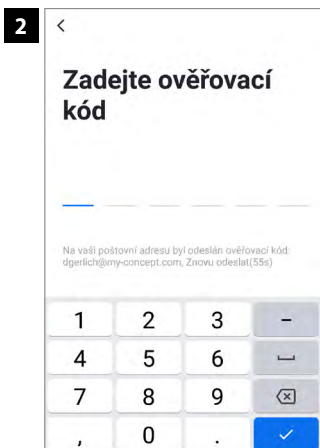 2
Zadejte ověřovací
kód
Na vaši poštovní adresu byl odeslán ověřovací kód:
dgerlich@my-concept.com, Znovu odeslat(55s)
1 2 3 –
4 5 6
7 8 9
, 0 .